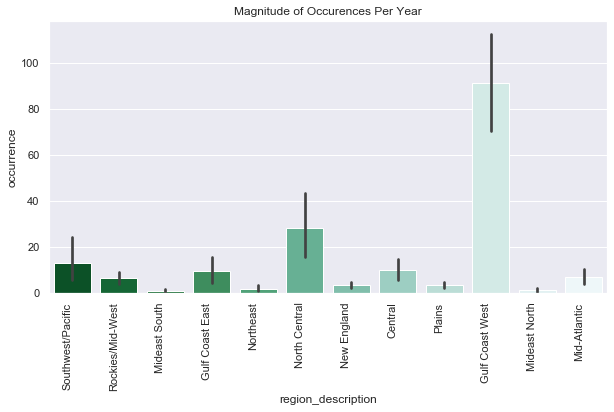 Magnitude of Occurences Per Year
occurrence
100
80
60
40
20
0
Southwest/Pacific
Rockies/Mid-West
Mideast South
Gulf Coast East
Northeast
North Central
New England
Central
Plains
Gulf Coast West
Mideast North
Mid-Atlantic
region_description